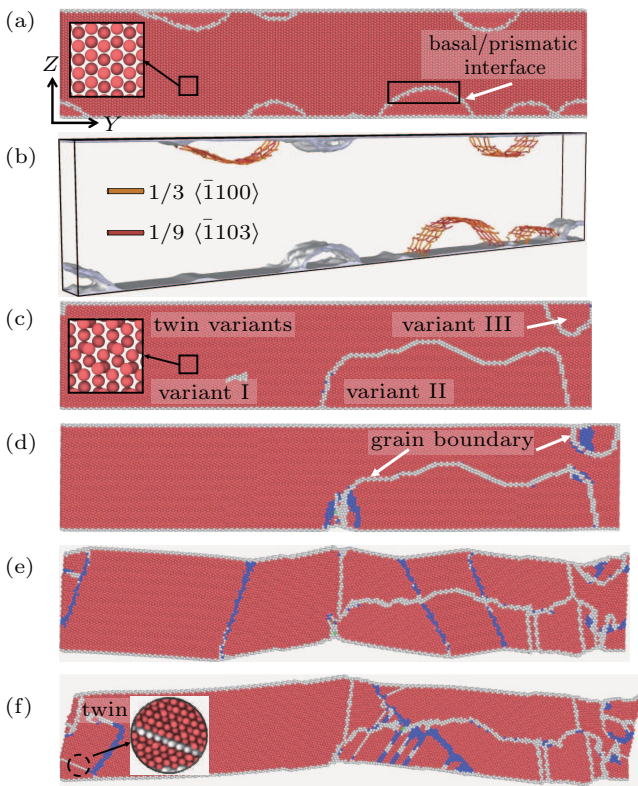 (a)
Z
Y
basal/prismatic
interface
(b)
1/3 ⟨1̄100⟩
1/9 ⟨1̄103⟩
(c)
twin variants
variant III
variant I
variant II
(d)
grain boundary
(e)
(f)
twin